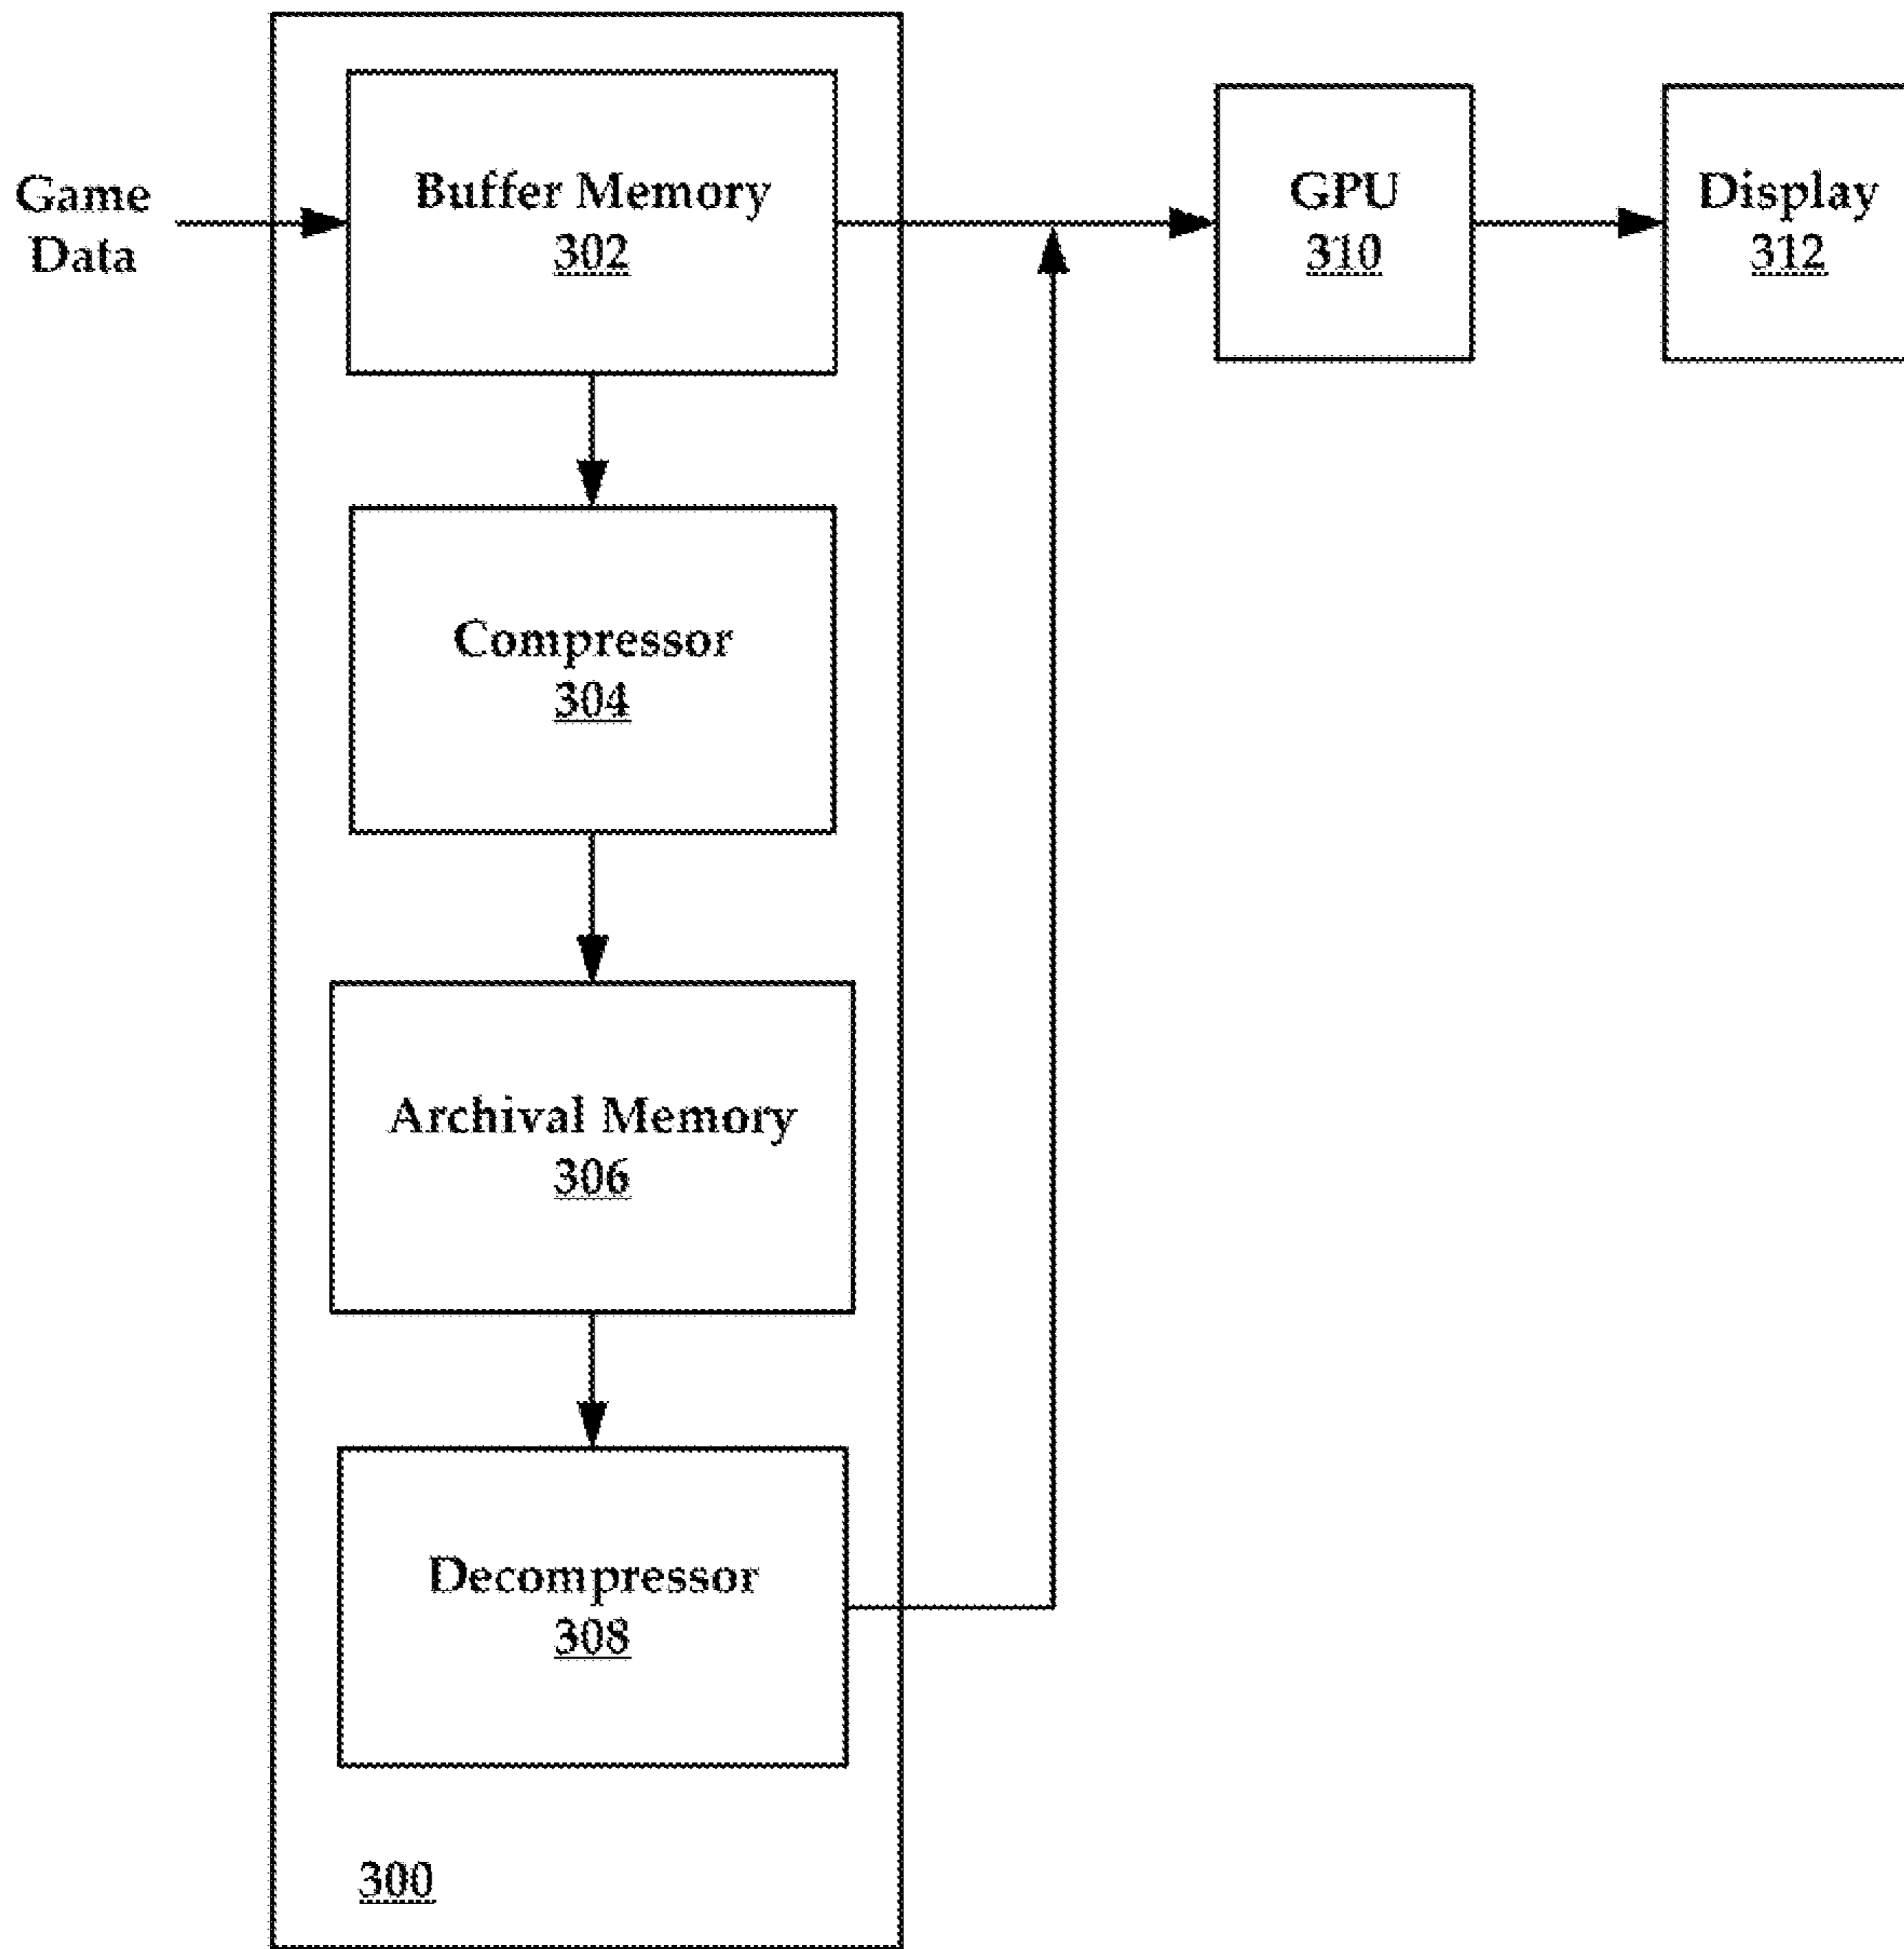 Game
Data
Buffer Memory
302
GPU
310
Display
312
Compressor
304
Archival Memory
306
Decompressor
308
300